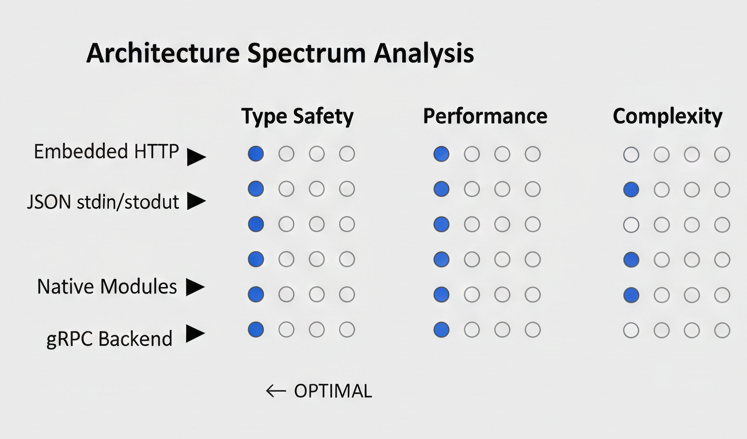 Architecture Spectrum Analysis
Type Safety Performance Complexity
Embedded HTTP
JSON stdin/stodut
Native Modules
gRPC Backend
← OPTIMAL